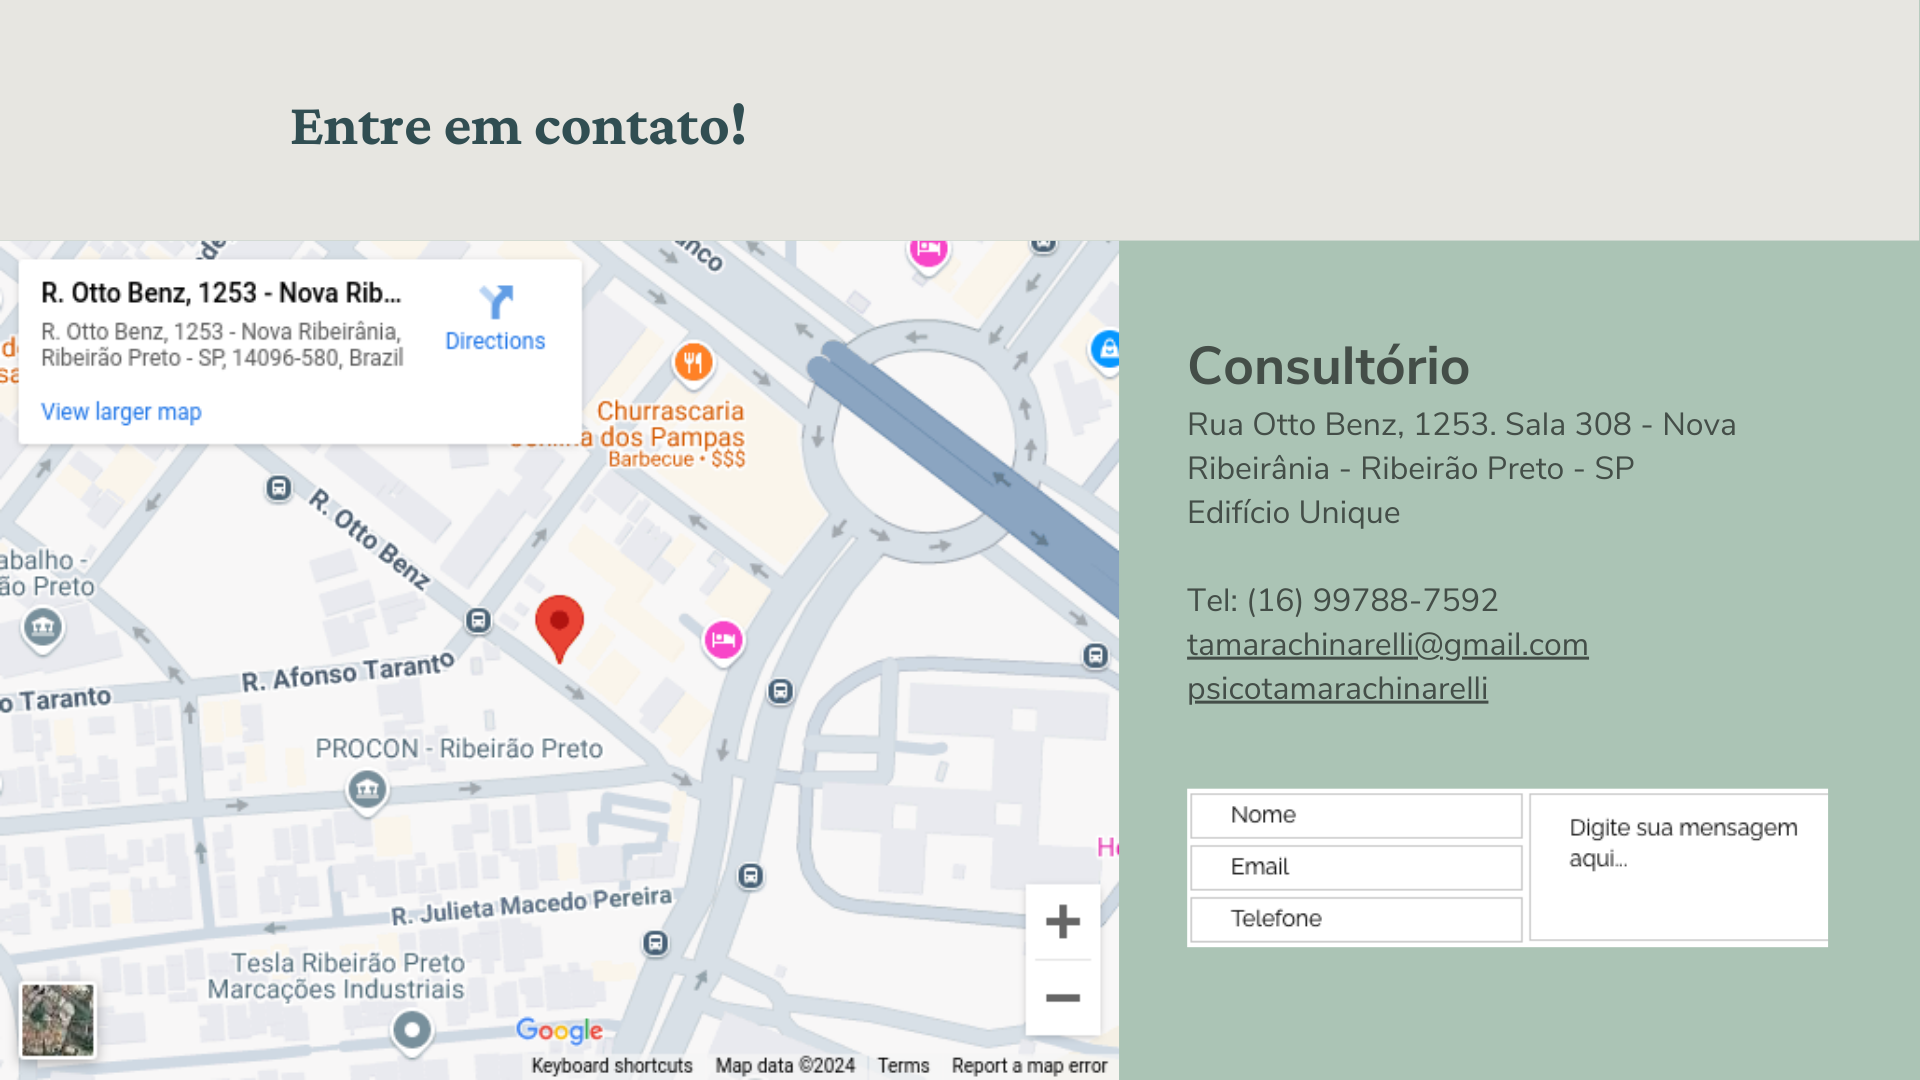 Entre em contato!
R. Otto Benz, 1253 - Nova Rib...
R. Otto Benz, 1253 - Nova Ribeirânia,
Ribeirão Preto - SP, 14096-580, Brazil
Directions
View larger map
Churrascaria
dos Pampas
Barbecue • $$$
R. Otto Benz
abalho -
ão Preto
R. Afonso Taranto
o Taranto
PROCON - Ribeirão Preto
R. Julieta Macedo Pereira
Tesla Ribeirão Preto
Marcações Industriais
Google
Keyboard shortcuts
Map data ©2024
Terms
Report a map error
Consultório
Rua Otto Benz, 1253. Sala 308 - Nova
Ribeirânia - Ribeirão Preto - SP
Edifício Unique
Tel: (16) 99788-7592
tamarachinarelli@gmail.com
psicotamarachinarelli
Nome
Email
Telefone
Digite sua mensagem
aqui...